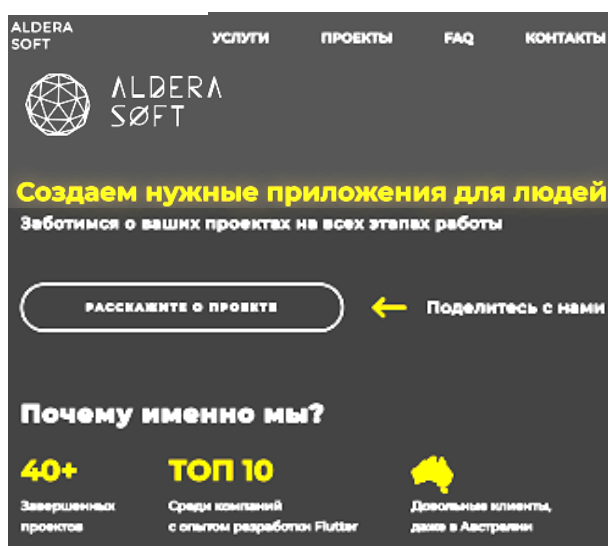 ALDERA
SOFT
УСЛУГИ ПРОЕКТЫ FAQ КОНТАКТЫ
ALDERA
SØFT
Создаем нужные приложения для людей
Заботимся о ваших проектах на всех этапах работы
РАССКАЖИТЕ О ПРОЕКТЕ
Поделитесь с нами
Почему именно мы?
40+ ТОП 10
Завершенных Среди компаний Довольные клиенты,
проектов с опытом разработки Flutter даже в Австралии